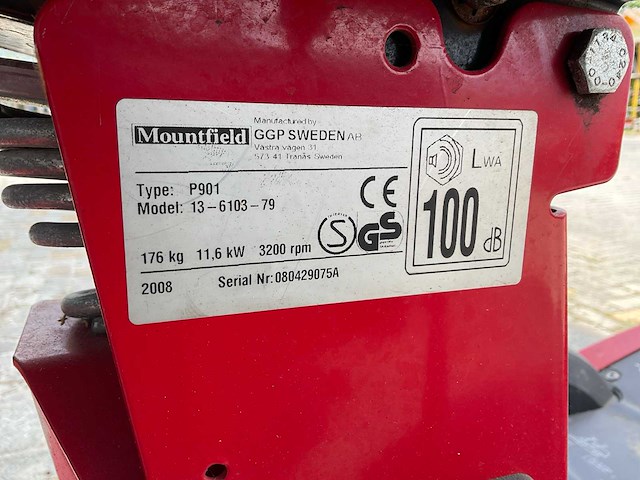 Manufactured by
Mountfield GGP SWEDEN AB
Västra vägen 31
573 41 Tranås Sweden
Type: P901
Model: 13-6103-79
CE
S GS
176 kg 11,6 kW 3200 rpm
2008 Serial Nr: 080429075A
LWA
100
dB